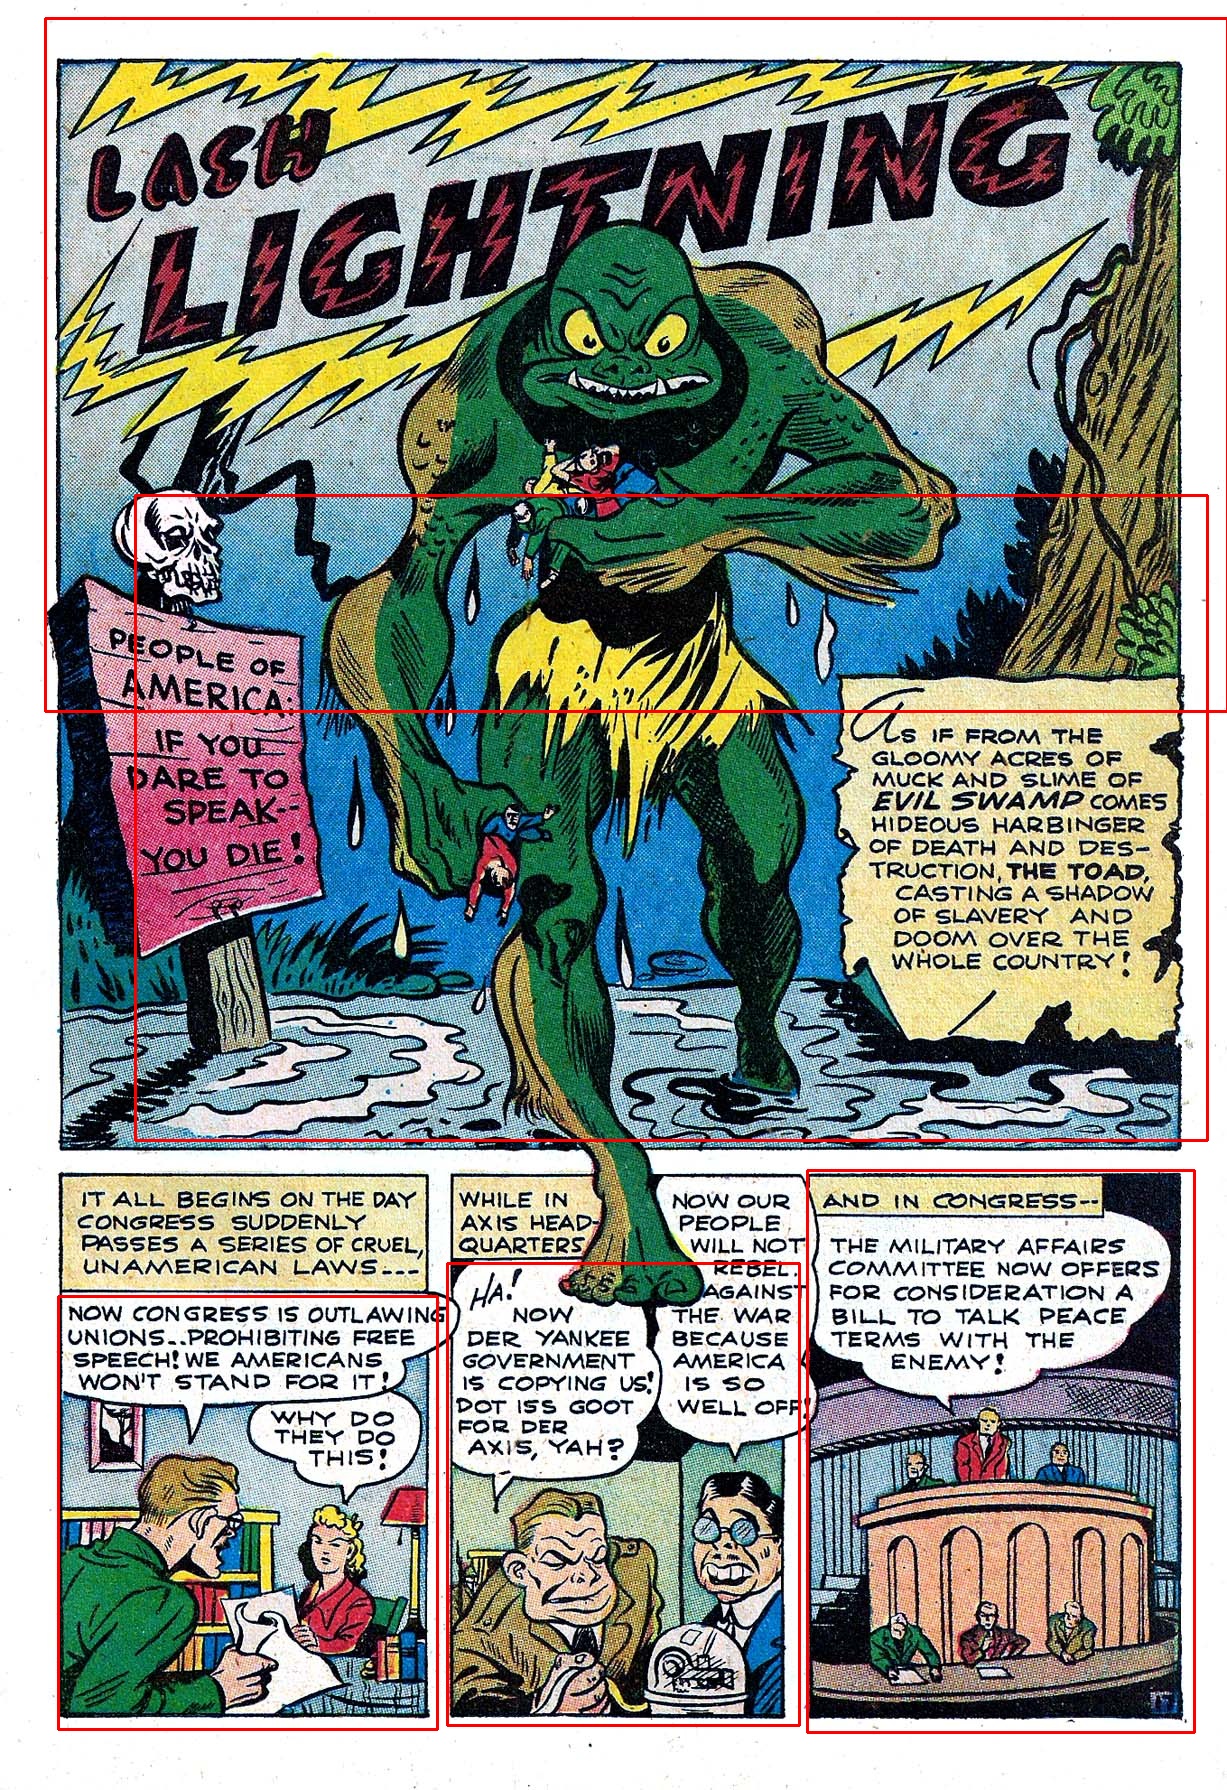 LASH
LIGHTNING
PEOPLE OF
AMERICA:
IF YOU
DARE TO
SPEAK--
YOU DIE!
AS IF FROM THE
GLOOMY ACRES OF
MUCK AND SLIME OF
EVIL SWAMP COMES
HIDEOUS HARBINGER
OF DEATH AND DES-
TRUCTION, THE TOAD,
CASTING A SHADOW
OF SLAVERY AND
DOOM OVER THE
WHOLE COUNTRY!
IT ALL BEGINS ON THE DAY
CONGRESS SUDDENLY
PASSES A SERIES OF CRUEL,
UNAMERICAN LAWS---
NOW CONGRESS IS OUTLAWING
UNIONS--PROHIBITING FREE
SPEECH! WE AMERICANS
WON'T STAND FOR IT!
WHY DO
THEY DO
THIS!
WHILE IN
AXIS HEAD-
QUARTERS
HA!
NOW
DER YANKEE
GOVERNMENT
IS COPYING US!
DOT ISS GOOT
FOR DER
AXIS, YAH?
NOW OUR
PEOPLE
WILL NOT
REBEL
AGAINST
THE WAR
BECAUSE
AMERICA
IS SO
WELL OFF!
AND IN CONGRESS--
THE MILITARY AFFAIRS
COMMITTEE NOW OFFERS
FOR CONSIDERATION A
BILL TO TALK PEACE
TERMS WITH THE
ENEMY!